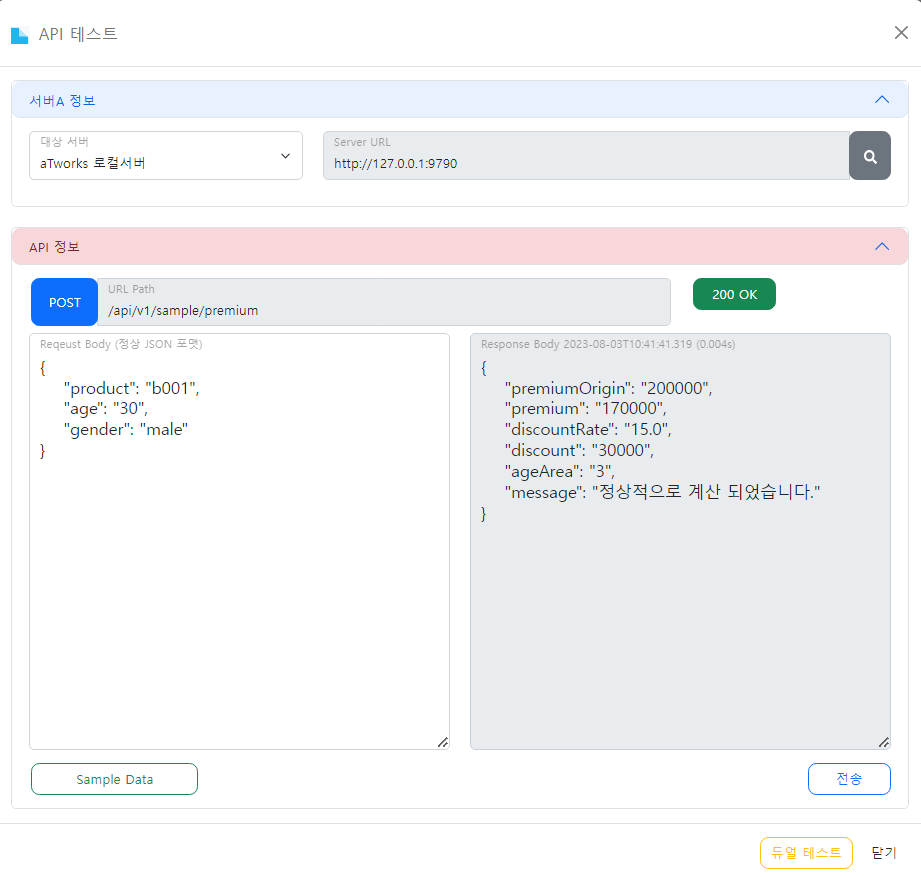 API 테스트
서버A 정보
대상 서버
aTworks 로컬서버
Server URL
http://127.0.0.1:9790
API 정보
POST
URL Path
/api/v1/sample/premium
200 OK
Reqeust Body (정상 JSON 포맷)
{
"product": "b001",
"age": "30",
"gender": "male"
}
Response Body 2023-08-03T10:41:41.319 (0.004s)
{
"premiumOrigin": "200000",
"premium": "170000",
"discountRate": "15.0",
"discount": "30000",
"ageArea": "3",
"message": "정상적으로 계산 되었습니다."
}
Sample Data
전송
듀얼 테스트
닫기